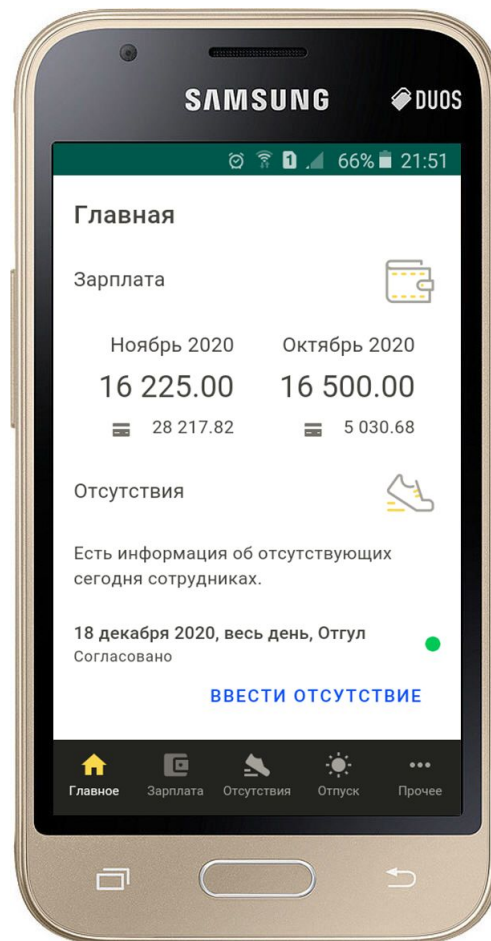 SAMSUNG
DUOS
1 66% 21:51
Главная
Зарплата
Ноябрь 2020 Октябрь 2020
16 225.00 16 500.00
28 217.82 5 030.68
Отсутствия
Есть информация об отсутствующих
сегодня сотрудниках.
18 декабря 2020, весь день, Отгул
Согласовано
ВВЕСТИ ОТСУТСТВИЕ
Главное Зарплата Отсутствия Отпуск Прочее